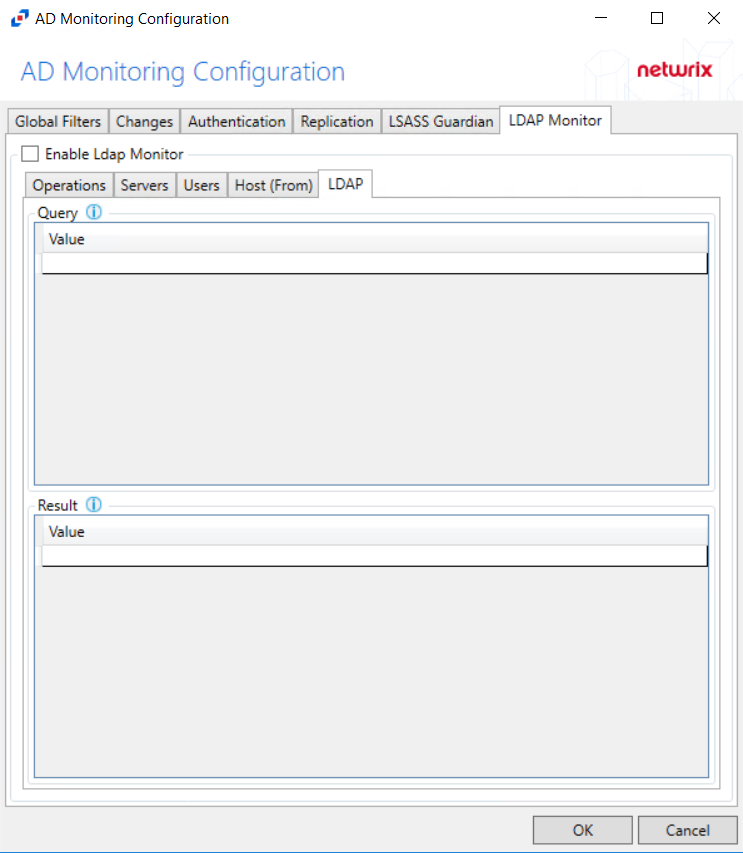 AD Monitoring Configuration
AD Monitoring Configuration
netwrix
Global Filters Changes Authentication Replication LSASS Guardian LDAP Monitor
Enable Ldap Monitor
Operations Servers Users Host (From) LDAP
Query
Value
Result
Value
OK Cancel